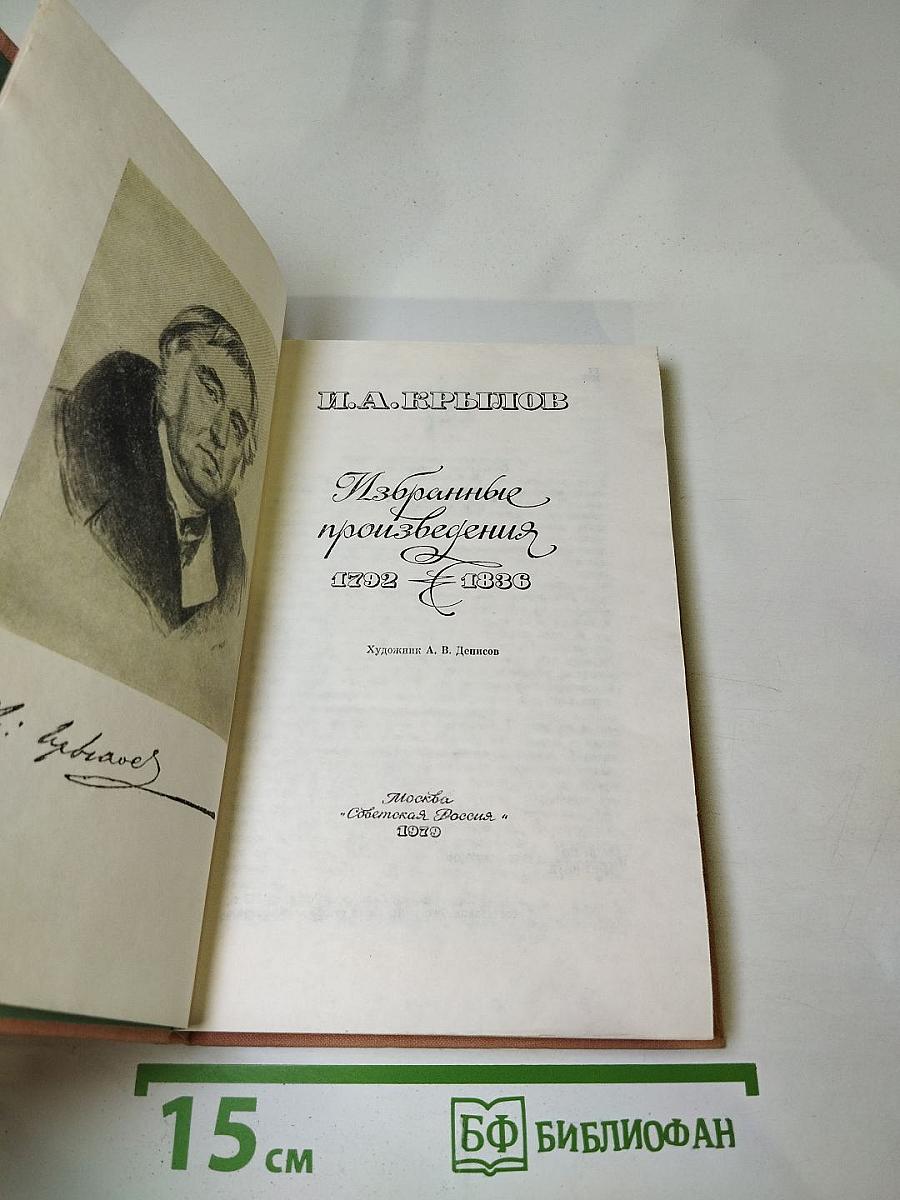 И.А.КРЫЛОВ
Избранные
произведения
1792 1836
Художник А. В. Денисов
Москва
"Советская Россия"
1979
15 см
БФ БИБЛИОФАН